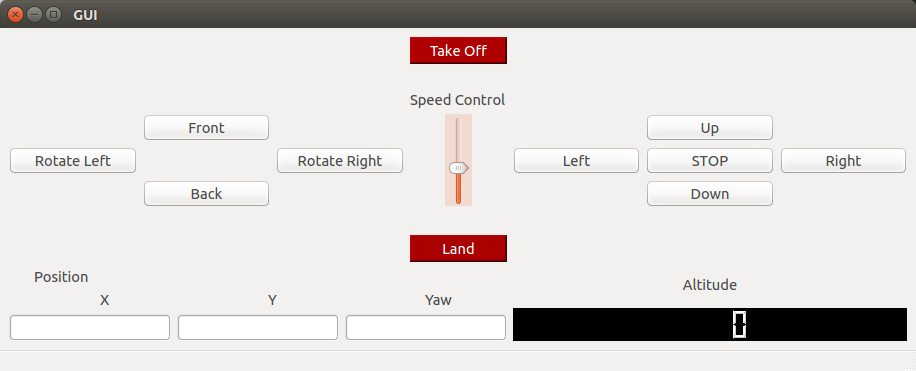 GUI
Take Off
Speed Control
Front
Up
Rotate Left
Rotate Right
Left
STOP
Right
Back
Down
Land
Position
Altitude
X
Y
Yaw
0